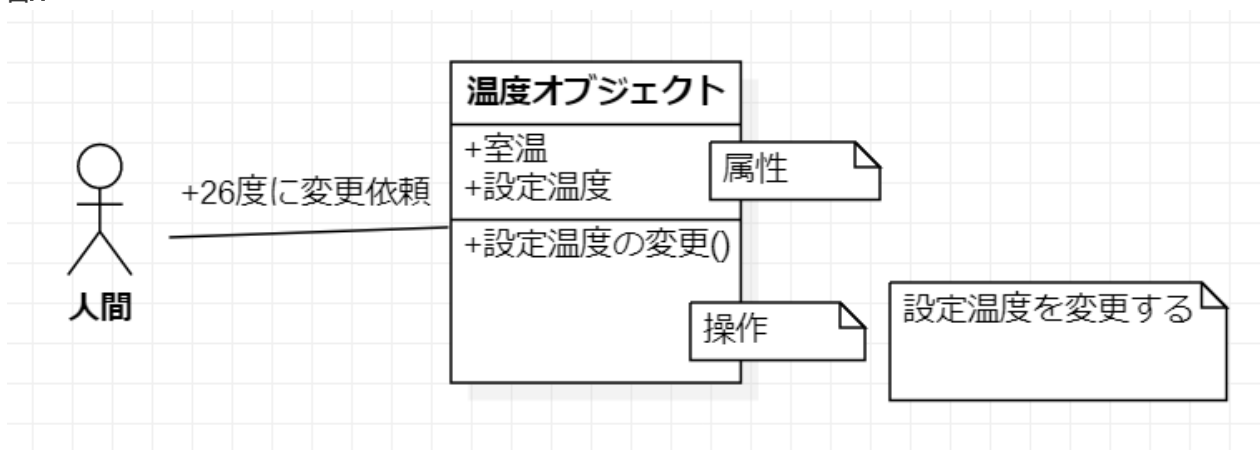 温度オブジェクト
+室温
+設定温度
属性
+26度に変更依頼
+設定温度の変更()
人間
操作
設定温度を変更する